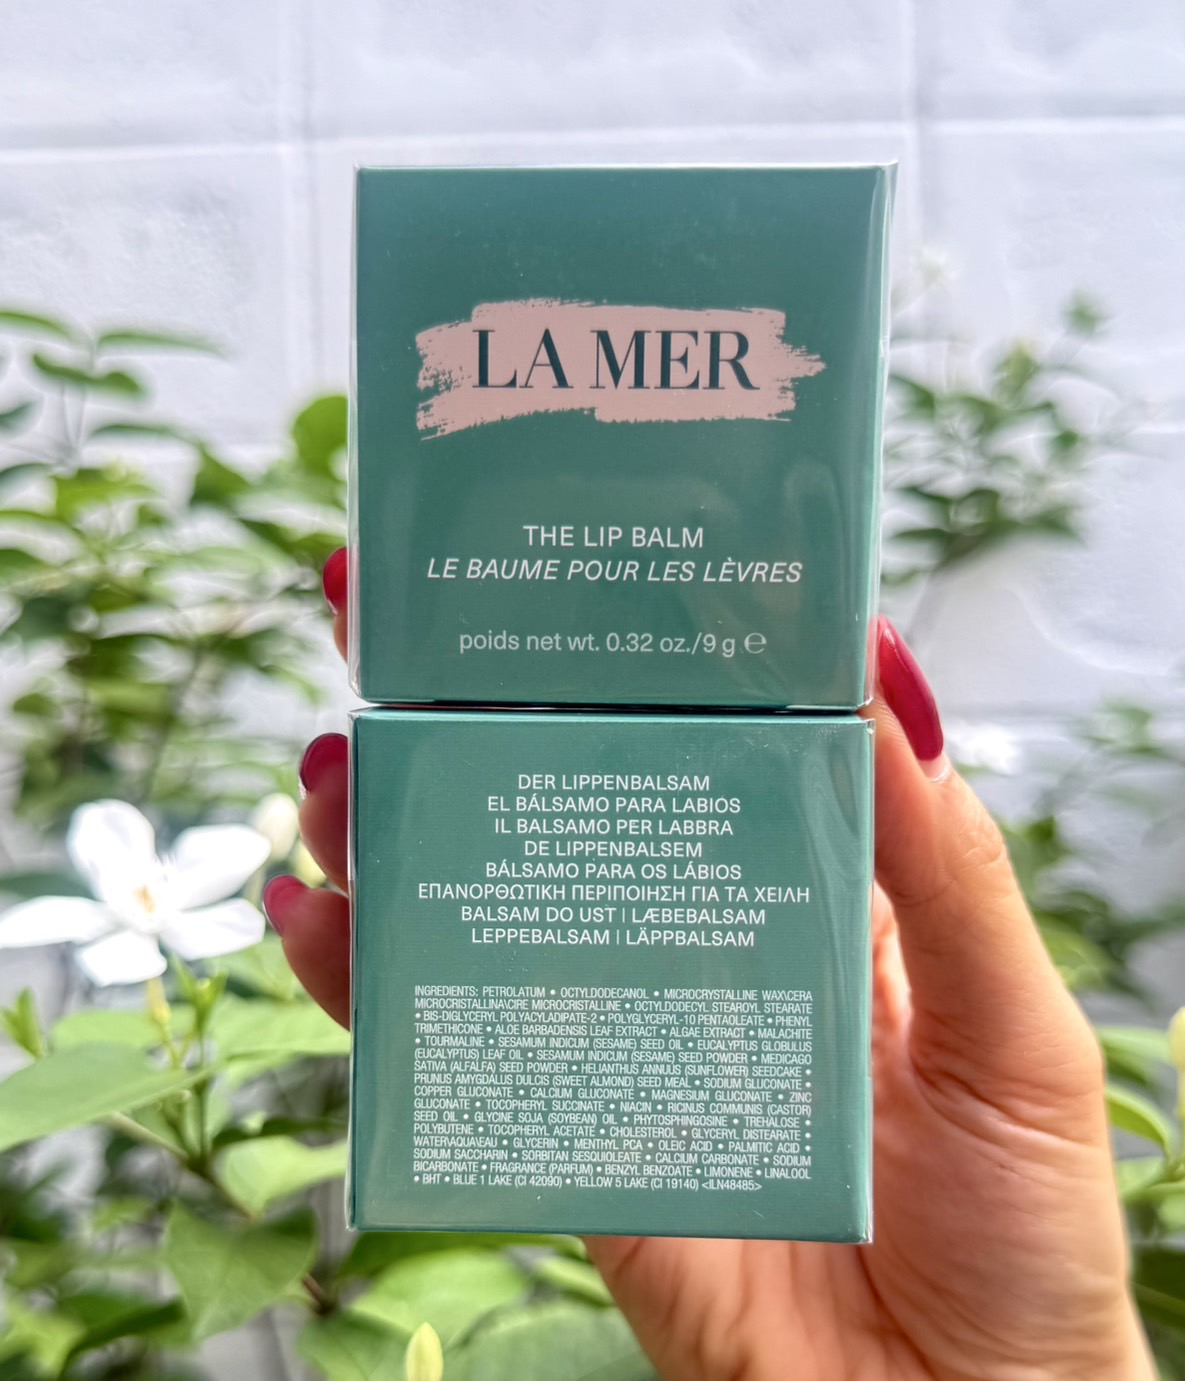 LA MER
THE LIP BALM
LE BAUME POUR LES LÈVRES
poids net wt. 0.32 oz./9 g ℮
DER LIPPENBALSAM
EL BÁLSAMO PARA LABIOS
IL BALSAMO PER LABBRA
DE LIPPENBALSEM
BÁLSAMO PARA OS LÁBIOS
ΕΠΑΝΟΡΘΩΤΙΚΗ ΠΕΡΙΠΟΙΗΣΗ ΓΙΑ ΤΑ ΧΕΙΛΗ
BALSAM DO UST | LÆBEBALSAM
LEPPEBALSAM | LÄPPBALSAM
INGREDIENTS: PETROLATUM • OCTYLDODECANOL • MICROCRYSTALLINE WAX\CERA
MICROCRISTALLINA\CIRE MICROCRISTALLINE • OCTYLDODECYL STEAROYL STEARATE
• BIS-DIGLYCERYL POLYACYLADIPATE-2 • POLYGLYCERYL-10 PENTAOLEATE • PHENYL
TRIMETHICONE • ALOE BARBADENSIS LEAF EXTRACT • ALGAE EXTRACT • MALACHITE
• TOURMALINE • SESAMUM INDICUM (SESAME) SEED OIL • EUCALYPTUS GLOBULUS
(EUCALYPTUS) LEAF OIL • SESAMUM INDICUM (SESAME) SEED POWDER • MEDICAGO
SATIVA (ALFALFA) SEED POWDER • HELIANTHUS ANNUUS (SUNFLOWER) SEEDCAKE •
PRUNUS AMYGDALUS DULCIS (SWEET ALMOND) SEED MEAL • SODIUM GLUCONATE •
COPPER GLUCONATE • CALCIUM GLUCONATE • MAGNESIUM GLUCONATE • ZINC
GLUCONATE • TOCOPHERYL SUCCINATE • NIACIN • RICINUS COMMUNIS (CASTOR)
SEED OIL • GLYCINE SOJA (SOYBEAN) OIL • PHYTOSPHINGOSINE • TREHALOSE •
POLYBUTENE • TOCOPHERYL ACETATE • CHOLESTEROL • GLYCERYL DISTEARATE •
WATER\AQUA\EAU • GLYCERIN • MENTHYL PCA • OLEIC ACID • PALMITIC ACID •
SODIUM SACCHARIN • SORBITAN SESQUIOLEATE • CALCIUM CARBONATE • SODIUM
BICARBONATE • FRAGRANCE (PARFUM) • BENZYL BENZOATE • LIMONENE • LINALOOL
• BHT • BLUE 1 LAKE (CI 42090) • YELLOW 5 LAKE (CI 19140) <ILN48485>